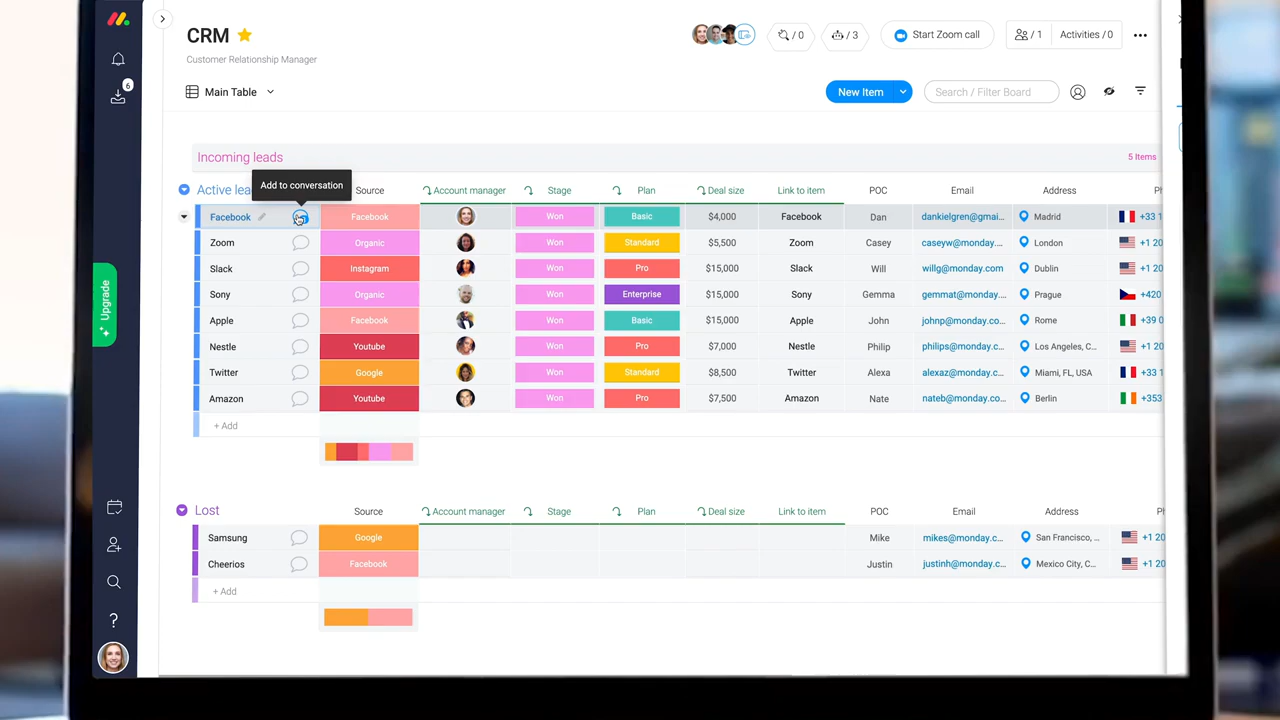 CRM
Customer Relationship Manager
/ 0
/ 3
Start Zoom call
/ 1
Activities / 0
6
Main Table
New Item
Search / Filter Board
Incoming leads
5 Items
Add to conversation
Active lea
Source
Account manager
Stage
Plan
Deal size
Link to item
POC
Email
Address
Ph
Facebook Facebook Won Basic $4,000 Facebook Dan dankielgren@gmai... Madrid +33 1
Zoom Organic Won Standard $5,500 Zoom Casey caseyw@monday.... London +1 20
Slack Instagram Won Pro $15,000 Slack Will willg@monday.com Dublin +1 20
Sony Organic Won Enterprise $15,000 Sony Gemma gemmat@monday,... Prague +420
Apple Facebook Won Basic $15,000 Apple John johnp@monday.co... Rome +39 0
Nestle Youtube Won Pro $7,000 Nestle Philip philips@monday.c... Los Angeles, C... +1 20
Twitter Google Won Standard $8,500 Twitter Alexa alexaz@monday.c... Miami, FL, USA +33 1
Amazon Youtube Won Pro $7,500 Amazon Nate nateb@monday.co... Berlin +353
+ Add
Upgrade
Lost Source Account manager Stage Plan Deal size Link to item POC Email Address Ph
Samsung Google Mike mikes@monday.c... San Francisco, ... +1 20
Cheerios Facebook Justin justinh@monday.c... Mexico City, C... +1 20
+ Add
?